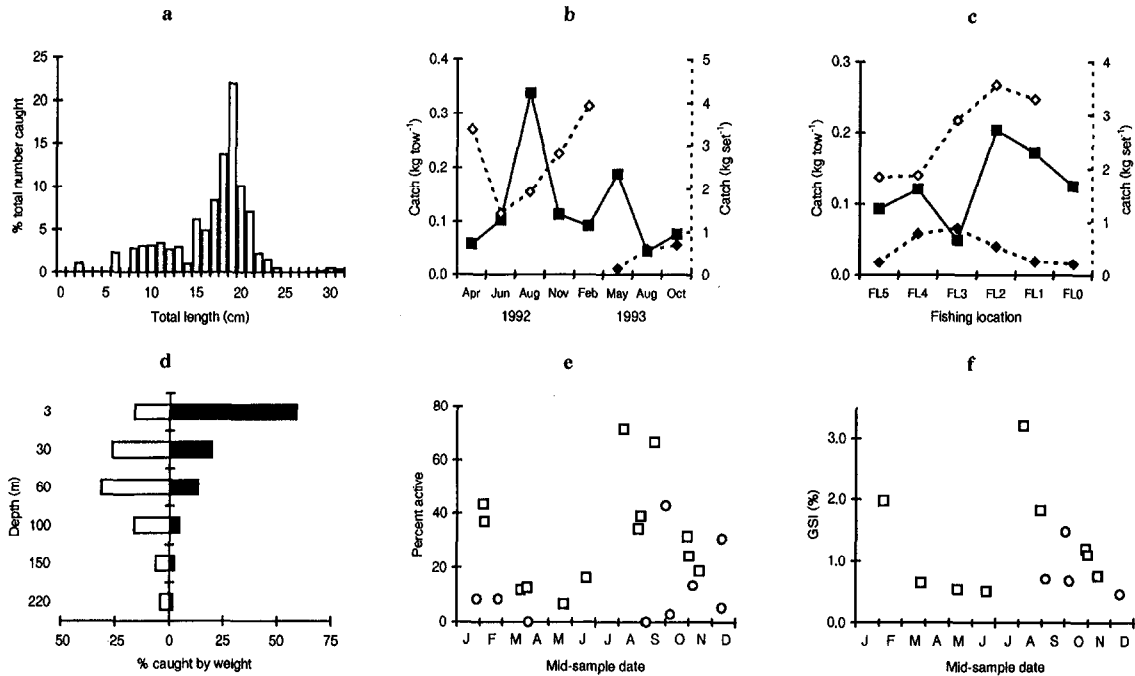 a
25
20
15
10
5
0
% total number caught
0 10 20 30
Total length (cm)
b
0.4
0.3
0.2
0.1
0.0
Catch (kg tow⁻¹)
5
4
3
2
1
0
Catch (kg set⁻¹)
Apr Jun Aug Nov Feb May Aug Oct
1992 1993
c
0.3
0.2
0.1
0.0
Catch (kg tow⁻¹)
4
3
2
1
0
catch (kg set⁻¹)
FL5 FL4 FL3 FL2 FL1 FL0
Fishing location
d
3
30
60
100
150
220
Depth (m)
50 25 0 25 50 75
% caught by weight
e
80
60
40
20
0
Percent active
J F M A M J J A S O N D
Mid-sample date
f
3.0
2.0
1.0
0.0
GSI (%)
J F M A M J J A S O N D
Mid-sample date